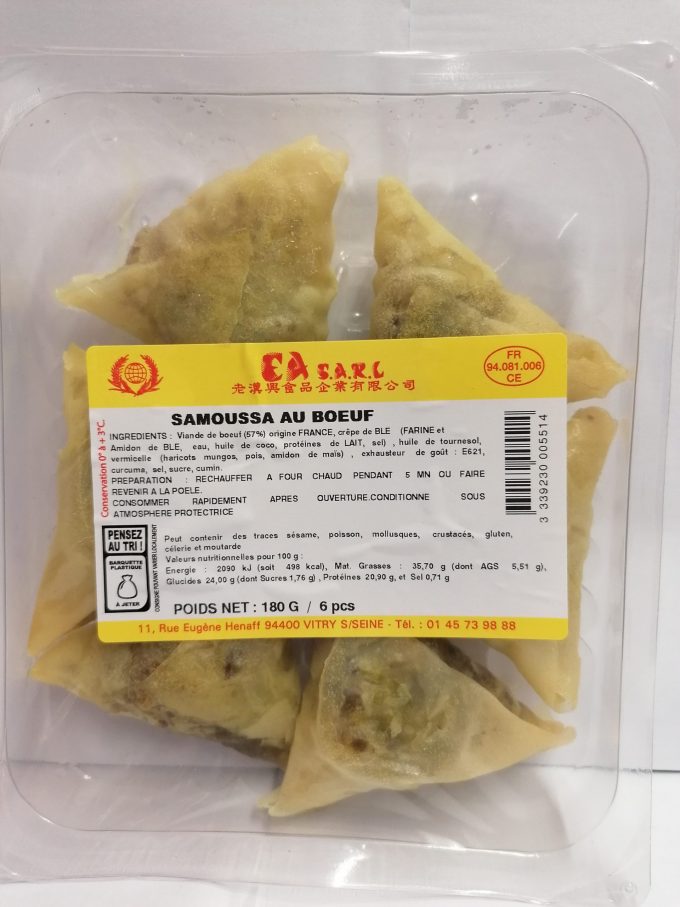 EA S.A.R.L
老漢興食品企業有限公司
FR
94.081.006
CE
SAMOUSSA AU BOEUF
INGREDIENTS : Viande de boeuf (57%) origine FRANCE, crêpe de BLE (FARINE et
Amidon de BLE, eau, huile de coco, protéines de LAIT, sel) , huile de tournesol,
vermicelle (haricots mungos, pois, amidon de maïs) , exhausteur de goût : E621,
curcuma, sel, sucre, cumin.
PREPARATION : RECHAUFFER A FOUR CHAUD PENDANT 5 MN OU FAIRE
REVENIR A LA POELE.
CONSOMMER RAPIDEMENT APRES OUVERTURE.CONDITIONNE SOUS
ATMOSPHERE PROTECTRICE
Conservation 0° à + 3°C.
3 339230 005514
PENSEZ
AU TRI !
BARQUETTE
PLASTIQUE
À JETER
CONSIGNE POUVANT VARIER LOCALEMENT
Peut contenir des traces sésame, poisson, mollusques, crustacés, gluten,
célerie et moutarde
Valeurs nutritionnelles pour 100 g :
Energie : 2090 kJ (soit 498 kcal), Mat. Grasses : 35,70 g (dont AGS 5,51 g),
Glucides 24,00 g (dont Sucres 1,76 g) , Protéines 20,90 g, et Sel 0,71 g
POIDS NET : 180 G / 6 pcs
11, Rue Eugène Henaff 94400 VITRY S/SEINE - Tèl. : 01 45 73 98 88